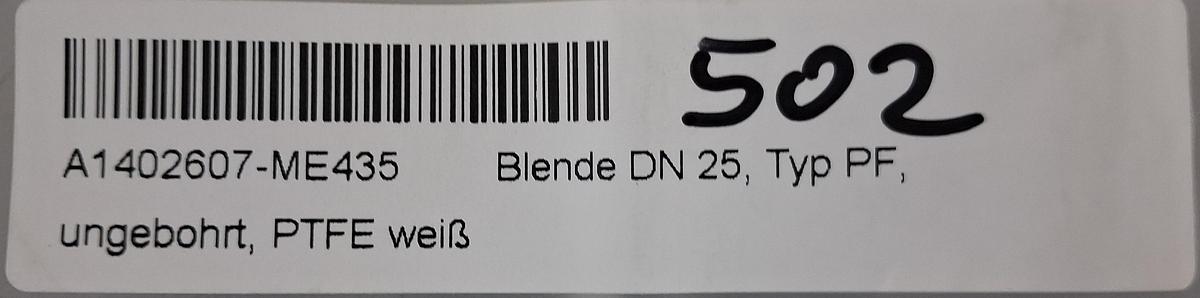 502
A1402607-ME435 Blende DN 25, Typ PF,
ungebohrt, PTFE weiß